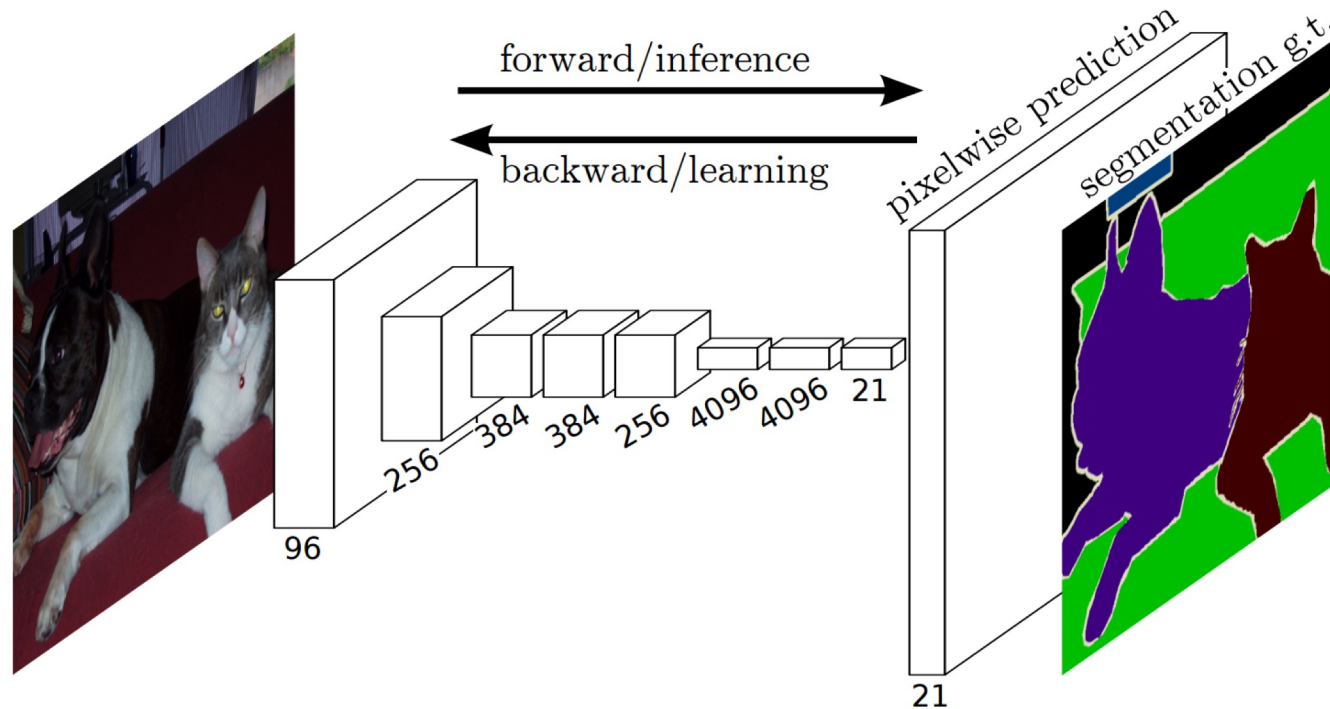 forward/inference
backward/learning
pixelwise prediction
segmentation g.t.
96
256
384
384
256
4096
4096
21
21